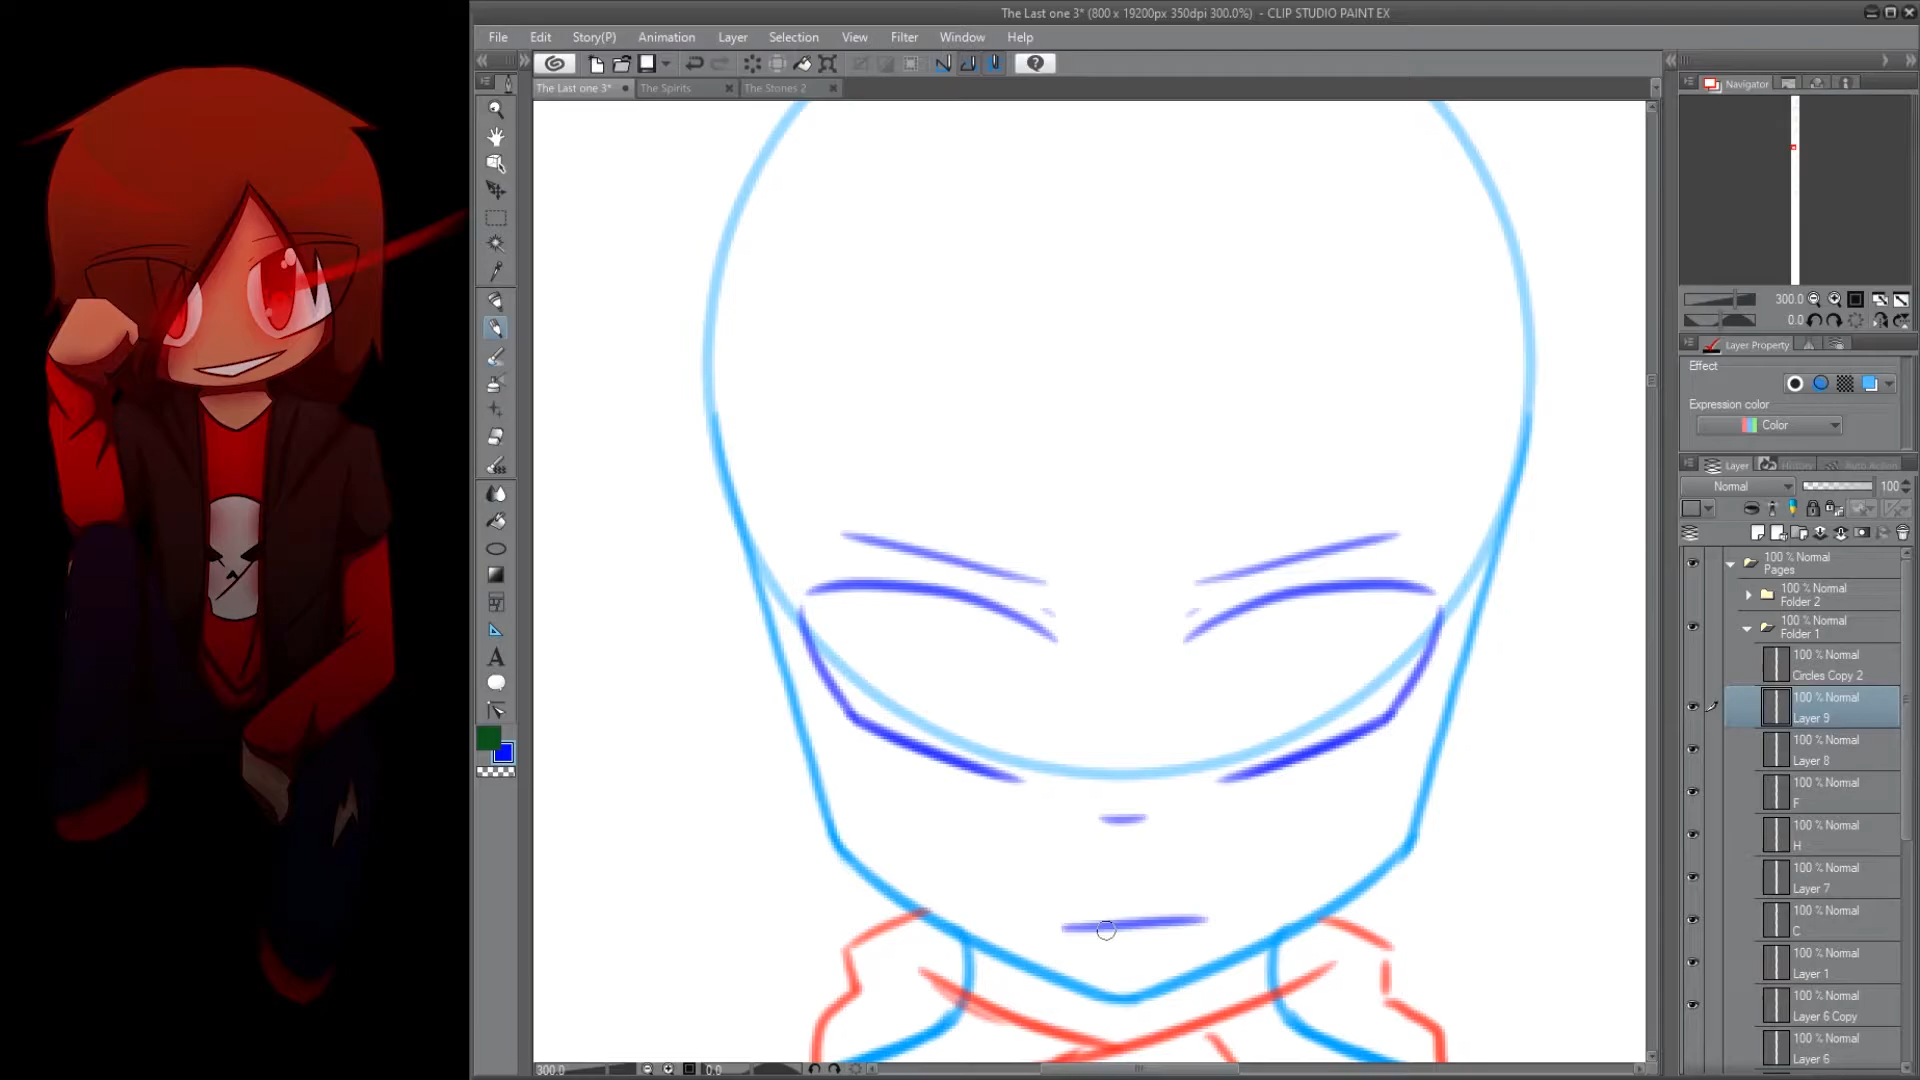 The Last one 3* (800 x 19200px 350dpi 300.0%) - CLIP STUDIO PAINT EX
File Edit Story(P) Animation Layer Selection View Filter Window Help
The Last one 3* The Spirits The Stones 2
Navigator
300.0
0.0
Layer Property
Effect
Expression color
Color
Layer History Auto Action
Normal 100
100 % Normal
Pages
100 % Normal
Folder 2
100 % Normal
Folder 1
100 % Normal
Circles Copy 2
100 % Normal
Layer 9
100 % Normal
Layer 8
100 % Normal
F
100 % Normal
H
100 % Normal
Layer 7
100 % Normal
C
100 % Normal
Layer 1
100 % Normal
Layer 6 Copy
100 % Normal
Layer 6
300.0 0.0